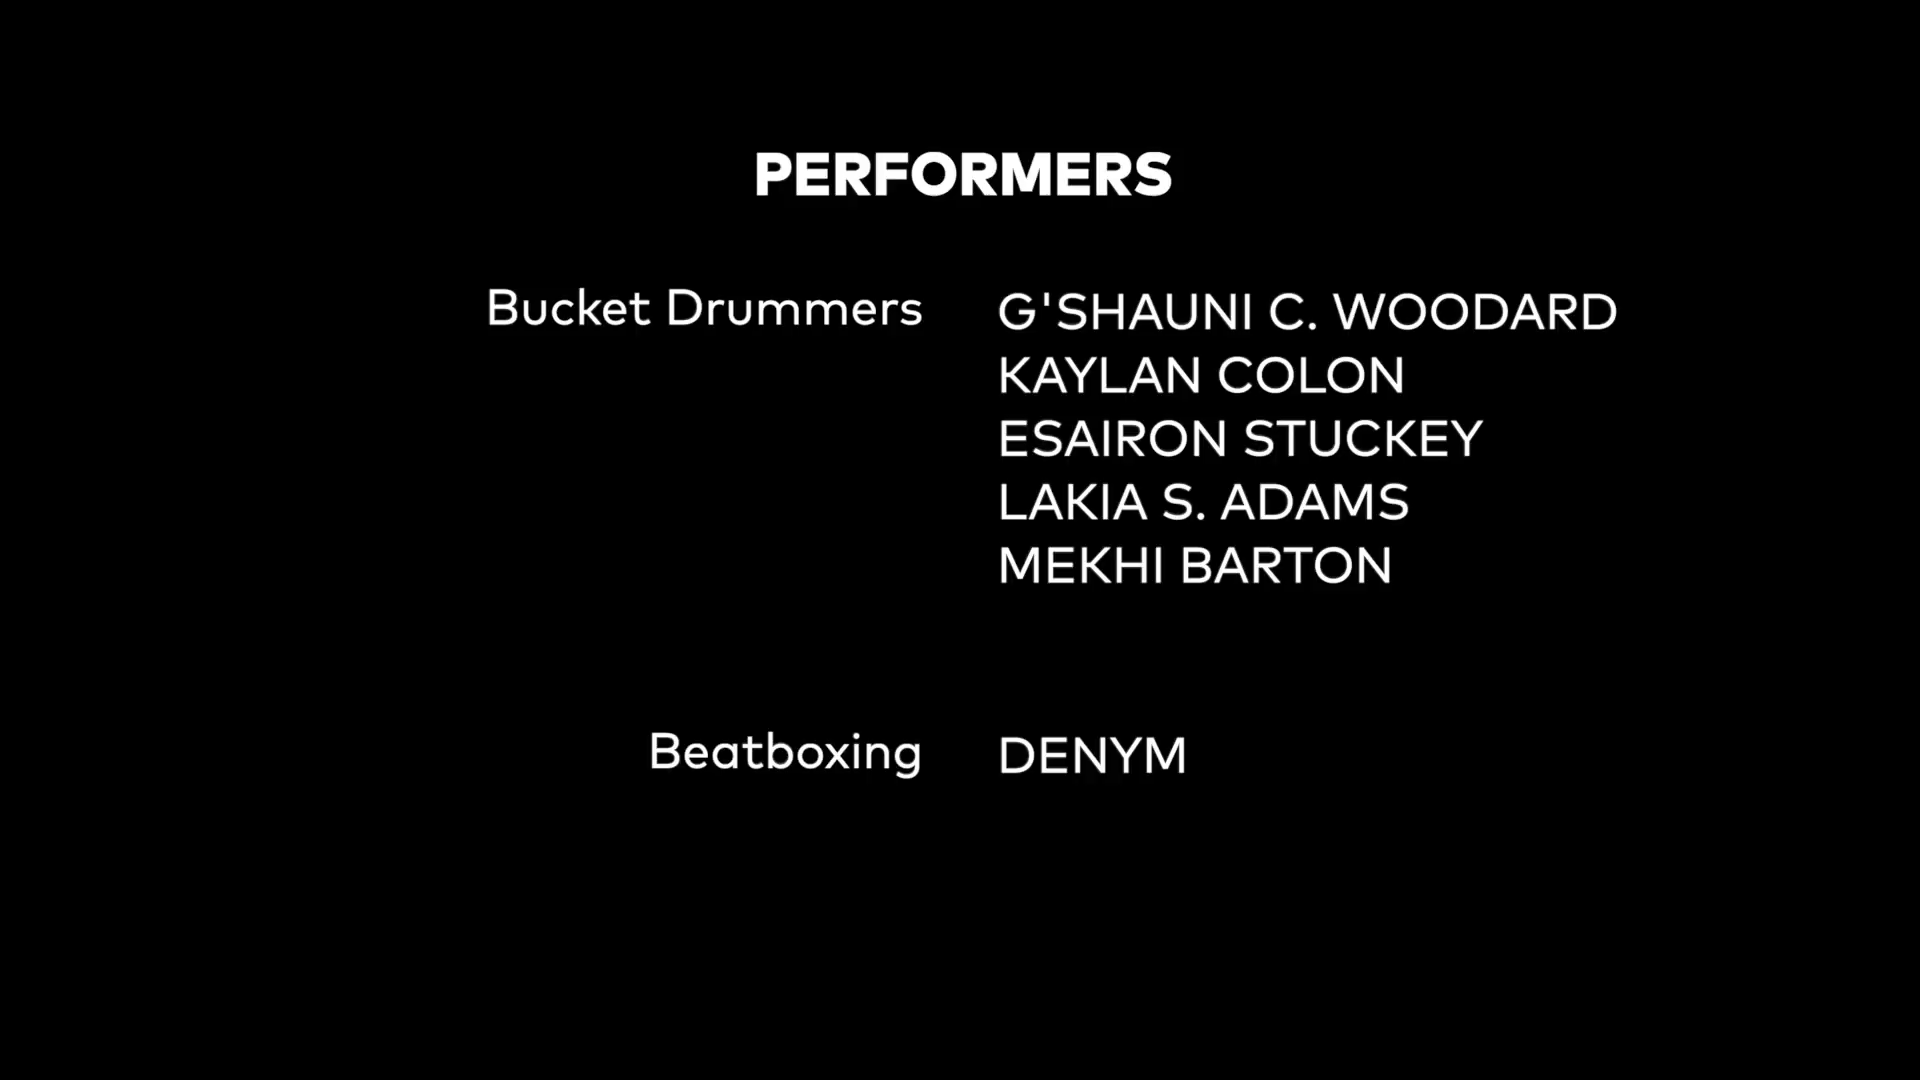 PERFORMERS
Bucket Drummers G'SHAUNI C. WOODARD
KAYLAN COLON
ESAIRON STUCKEY
LAKIA S. ADAMS
MEKHI BARTON
Beatboxing DENYM